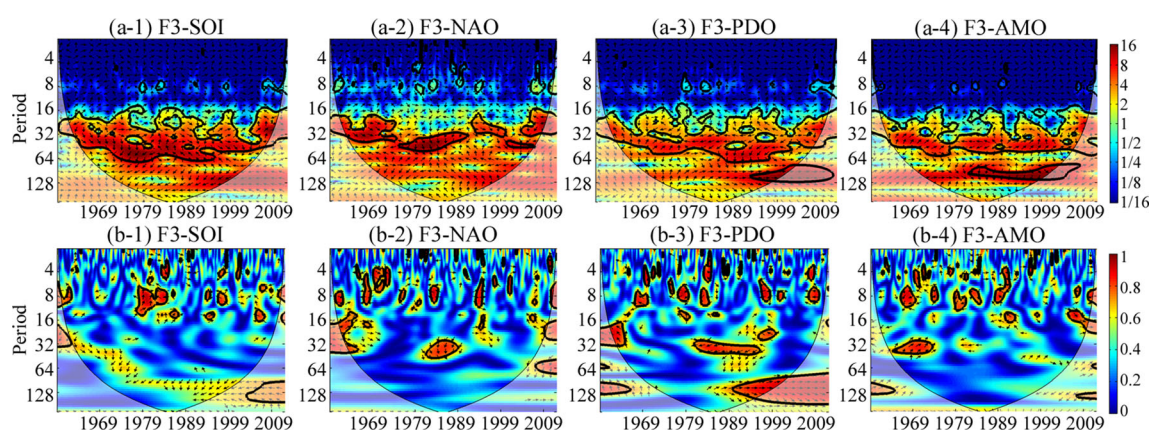 (a-1) F3-SOI (a-2) F3-NAO (a-3) F3-PDO (a-4) F3-AMO
Period
4 4 4 4 16
8 8 8 8 8
16 16 16 16 4
32 32 32 32 2
64 64 64 64 1
128 128 128 128 1/2
1/4
1/8
1/16
1969 1979 1989 1999 2009 1969 1979 1989 1999 2009 1969 1979 1989 1999 2009 1969 1979 1989 1999 2009
(b-1) F3-SOI (b-2) F3-NAO (b-3) F3-PDO (b-4) F3-AMO
Period
4 4 4 4 1
8 8 8 8 0.8
16 16 16 16 0.6
32 32 32 32 0.4
64 64 64 64 0.2
128 128 128 128 0
1969 1979 1989 1999 2009 1969 1979 1989 1999 2009 1969 1979 1989 1999 2009 1969 1979 1989 1999 2009